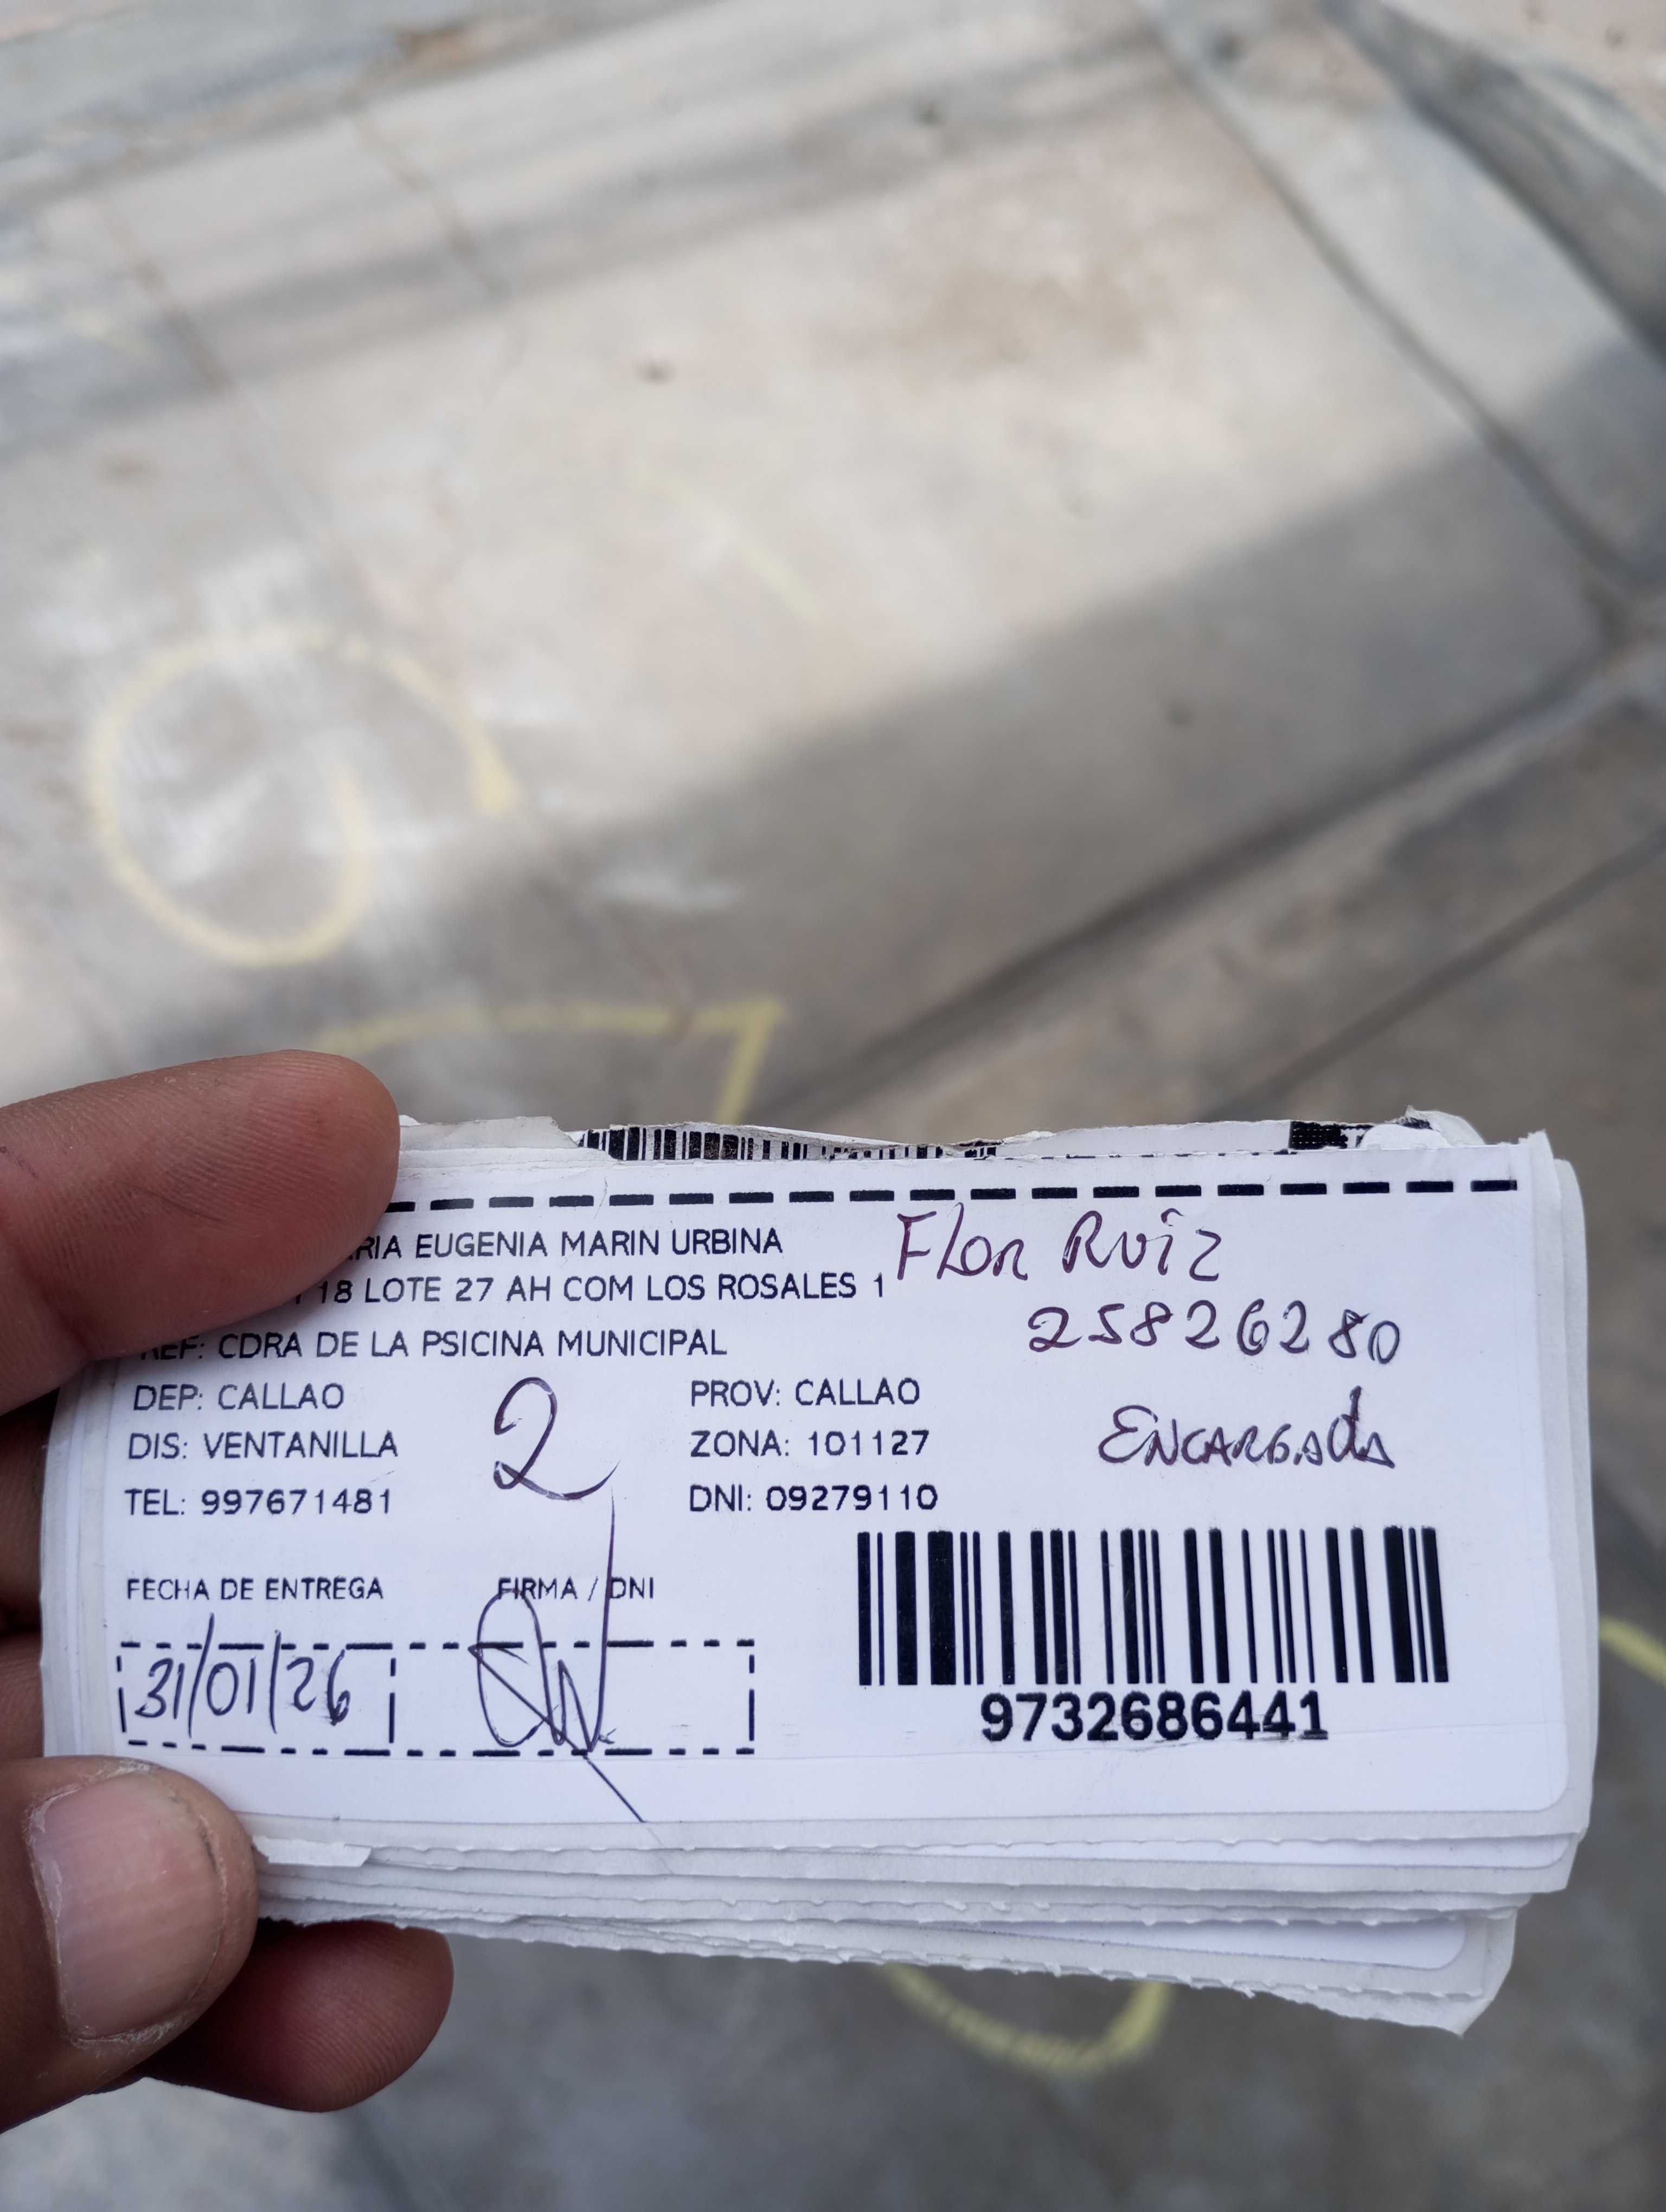 EUGENIA MARIN URBINA
Flor Ruiz
18 LOTE 27 AH COM LOS ROSALES 1
25826280
REF: CDRA DE LA PSICINA MUNICIPAL
DEP: CALLAO
PROV: CALLAO
2
Encargada
DIS: VENTANILLA
ZONA: 101127
TEL: 997671481
DNI: 09279110
FECHA DE ENTREGA
FIRMA / DNI
31/01/26
9732686441